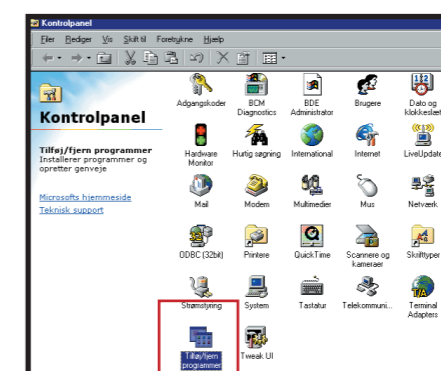 Kontrolpanel
Filer Rediger Vis Skift til Foretrukne Hjælp
Kontrolpanel
Tilføj/fjern programmer
Installerer programmer og
opretter genveje
Microsofts hjemmeside
Teknisk support
Adgangskoder
BCM
Diagnostics
BDE
Administrator
Brugere
Dato og
klokkeslæt
Hardware
Monitor
Hurtig søgning
International
Internet
LiveUpdate
Mail
Modem
Multimedier
Mus
Netværk
ODBC (32bit)
Printere
QuickTime
Scannere og
kameraer
Skrifttyper
Strømstyring
System
Tastatur
Telekommuni...
Terminal
Adapters
Tilføj/fjern
programmer
Tweak UI